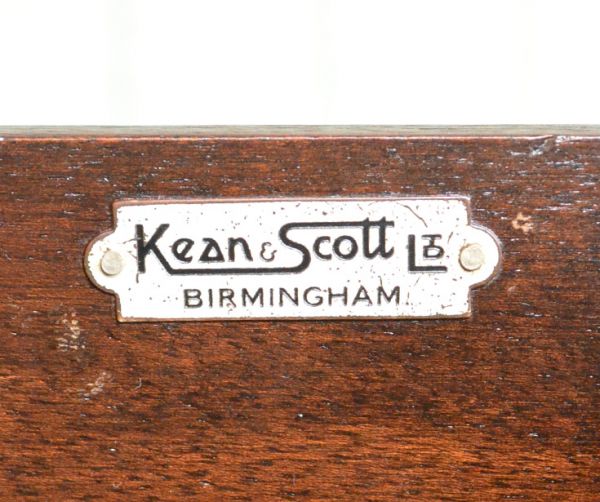 Kean & Scott LTD
BIRMINGHAM